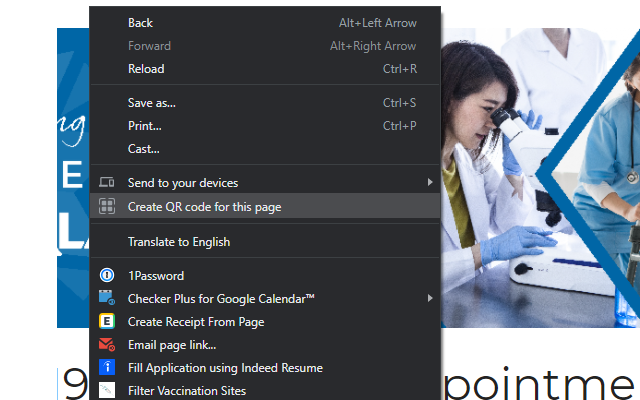 Back Alt+Left Arrow
Forward Alt+Right Arrow
Reload Ctrl+R
Save as... Ctrl+S
Print... Ctrl+P
Cast...
Send to your devices
Create QR code for this page
Translate to English
1Password
Checker Plus for Google Calendar™
Create Receipt From Page
Email page link...
Fill Application using Indeed Resume
Filter Vaccination Sites
ng
E
LA
9 pointme